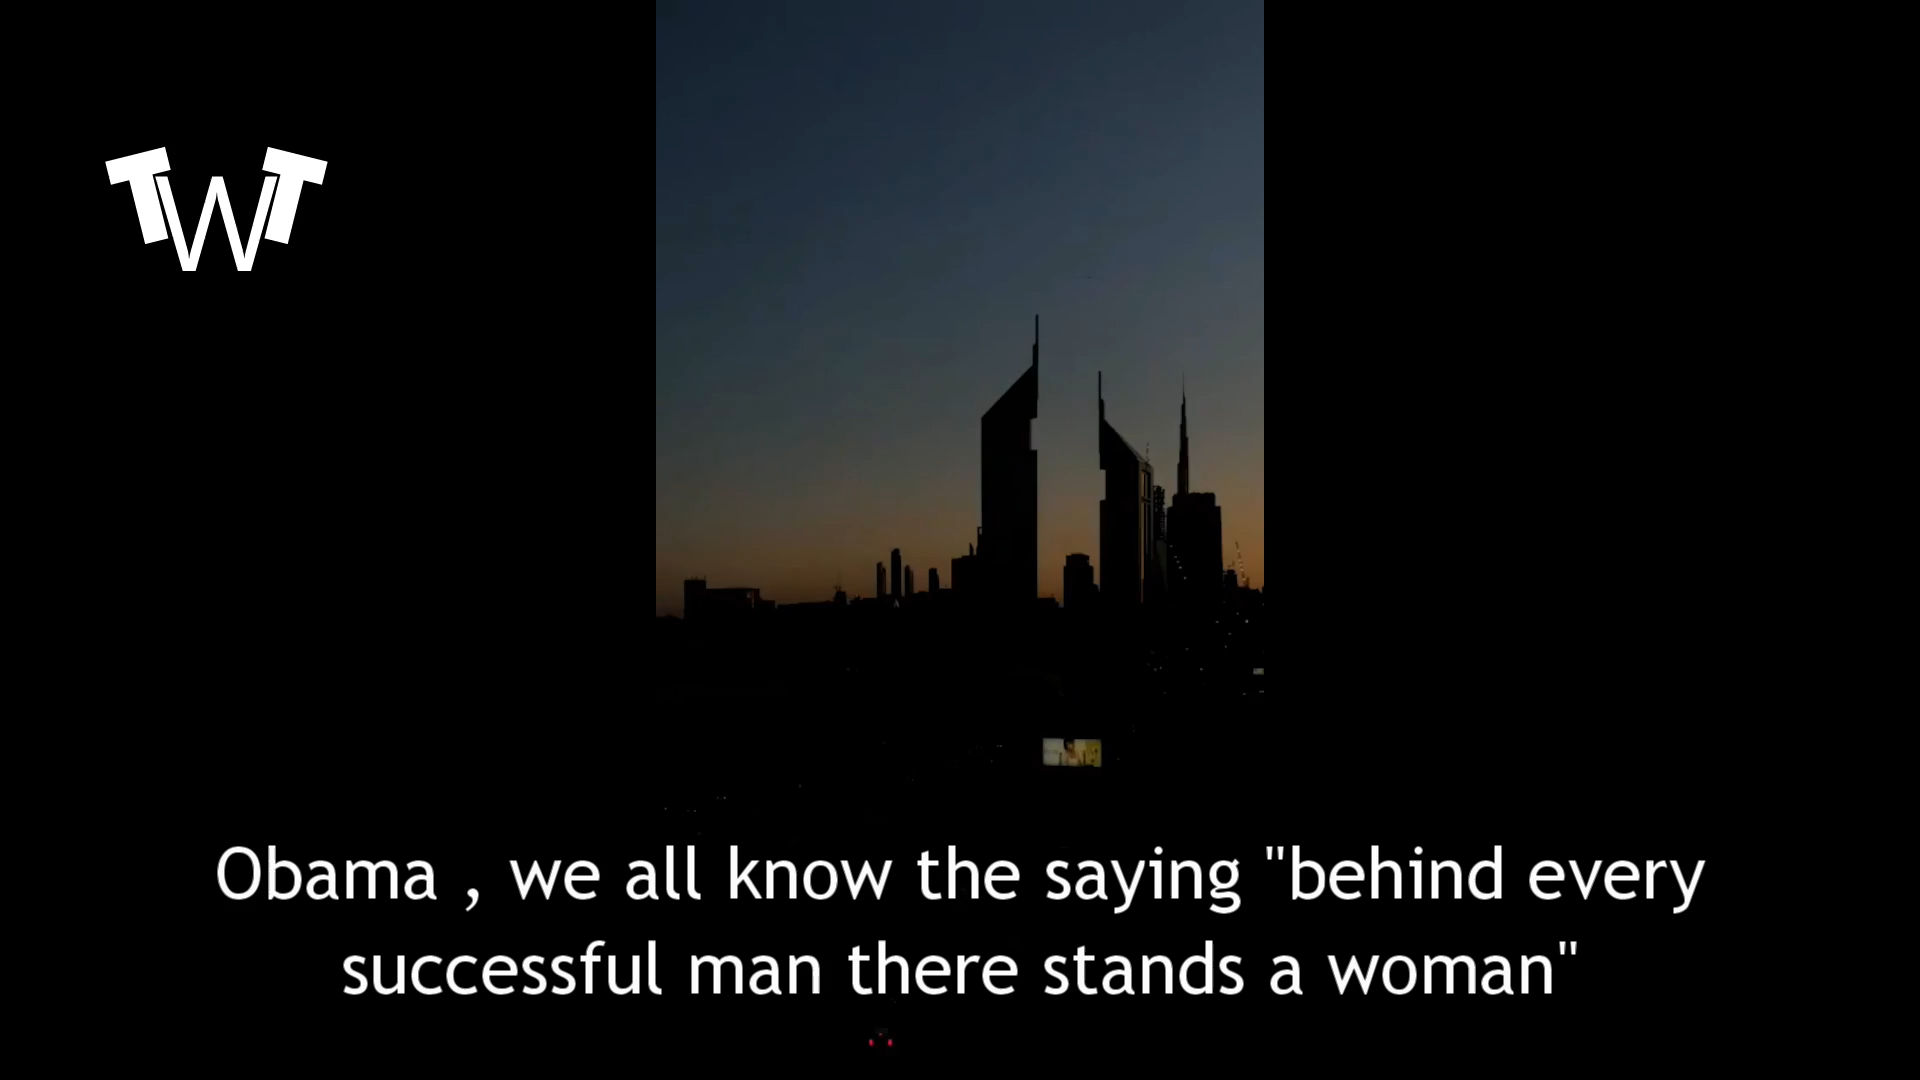 TWT
Obama , we all know the saying "behind every
successful man there stands a woman"